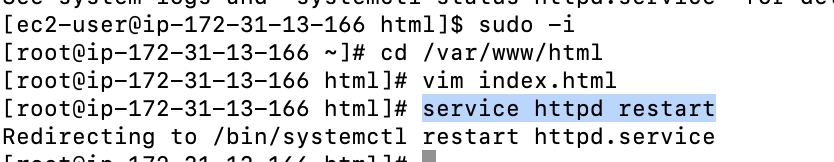 See system logs and 'systemctl status httpd.service' for det
[ec2-user@ip-172-31-13-166 html]$ sudo -i
[root@ip-172-31-13-166 ~]# cd /var/www/html
[root@ip-172-31-13-166 html]# vim index.html
[root@ip-172-31-13-166 html]# service httpd restart
Redirecting to /bin/systemctl restart httpd.service
[root@ip-172-31-13-166 html]#